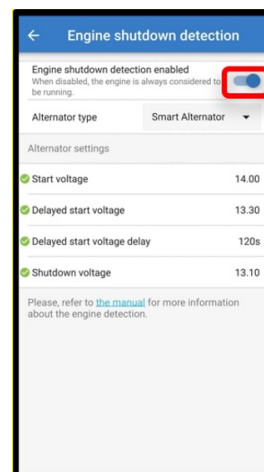 Engine shutdown detection
Engine shutdown detection enabled
When disabled, the engine is always considered to
be running.
Alternator type Smart Alternator
Alternator settings
Start voltage 14.00
Delayed start voltage 13.30
Delayed start voltage delay 120s
Shutdown voltage 13.10
Please, refer to the manual for more information
about the engine detection.